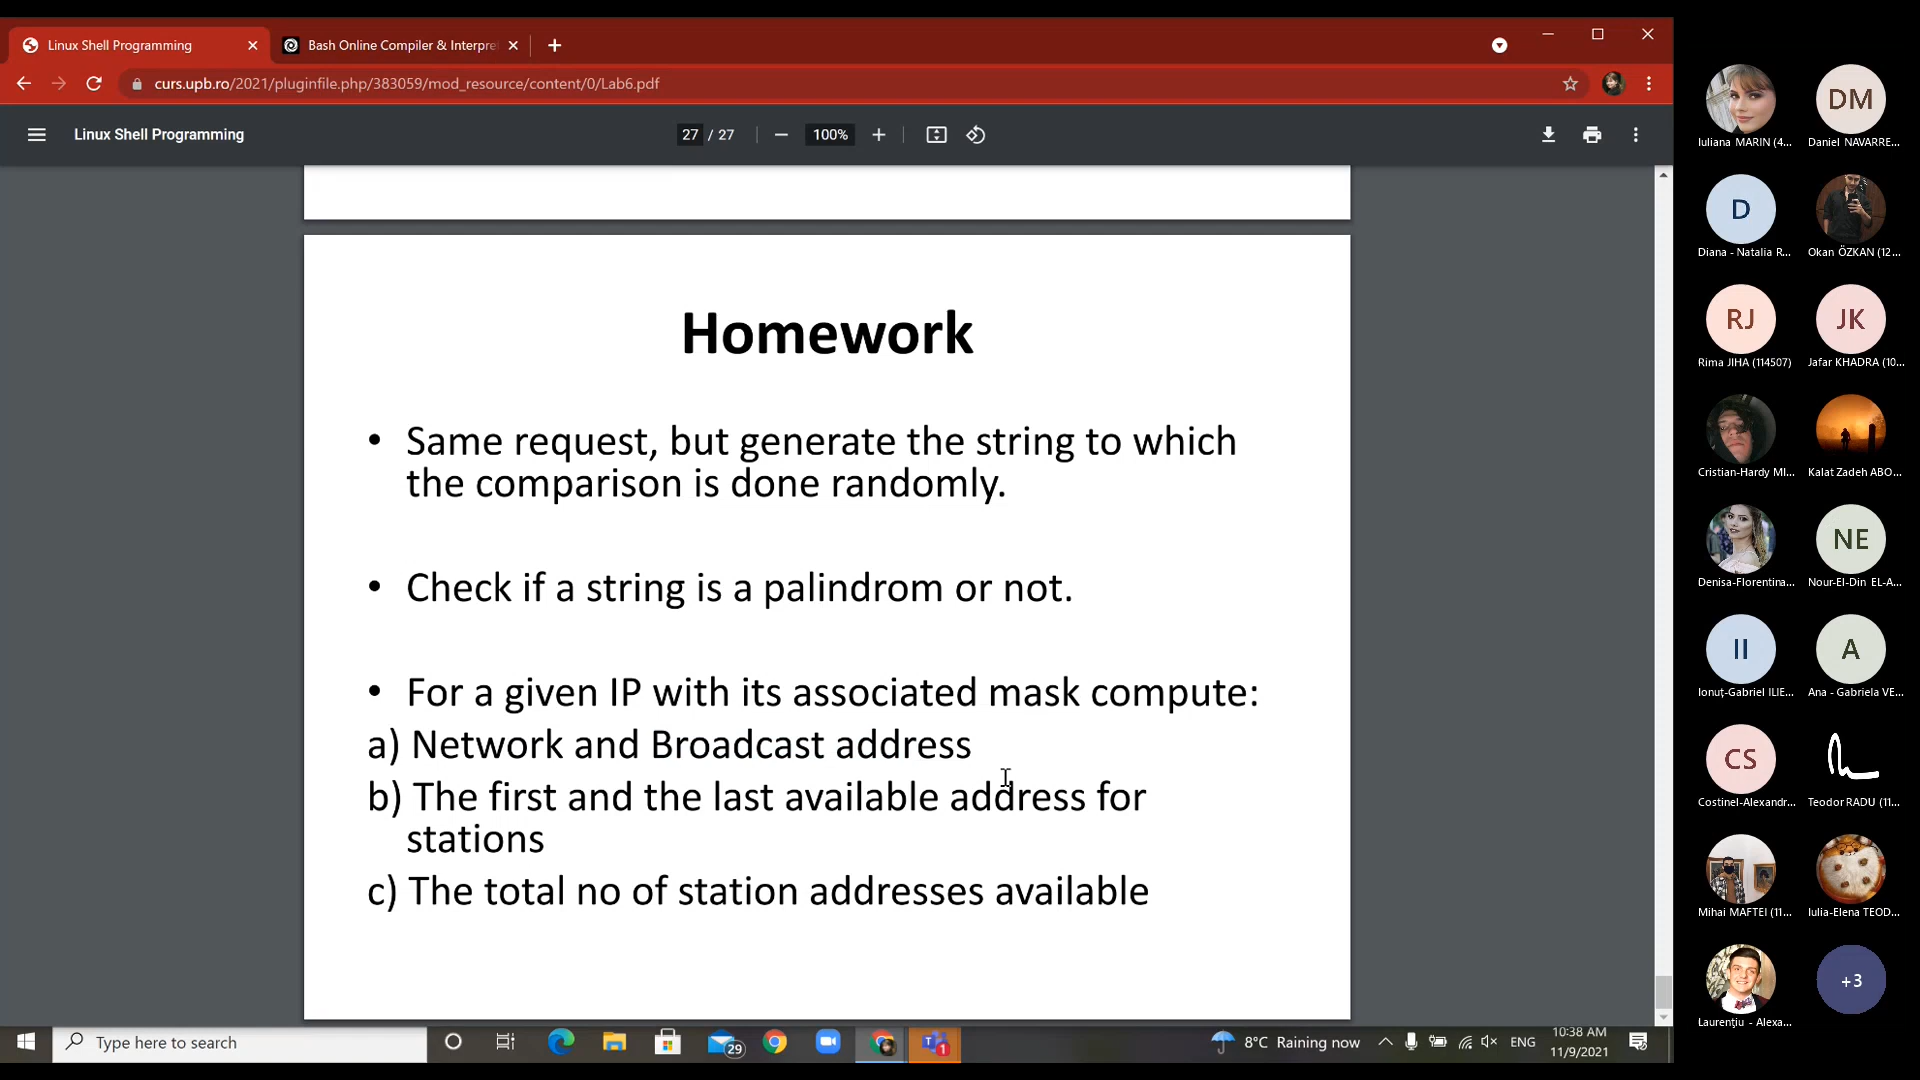 Linux Shell Programming
Bash Online Compiler & Interpre
curs.upb.ro/2021/pluginfile.php/383059/mod_resource/content/0/Lab6.pdf
Linux Shell Programming
27 / 27
100%
Homework
• Same request, but generate the string to which
the comparison is done randomly.
• Check if a string is a palindrom or not.
• For a given IP with its associated mask compute:
a) Network and Broadcast address
b) The first and the last available address for
stations
c) The total no of station addresses available
Iuliana MARIN (4...
DM
Daniel NAVARRE...
D
Diana - Natalia R...
Okan ÖZKAN (12...
RJ
Rima JIHA (114507)
JK
Jafar KHADRA (10...
Cristian-Hardy MI...
Kalat Zadeh ABO...
Denisa-Florentina...
NE
Nour-El-Din EL-A...
II
Ionuț-Gabriel ILIE...
A
Ana - Gabriela VE...
CS
Costinel-Alexandr...
Teodor RADU (11...
Mihai MAFTEI (11...
Iulia-Elena TEOD...
Laurențiu - Alexa...
+3
Type here to search
29
1
8°C Raining now
ENG
10:38 AM
11/9/2021